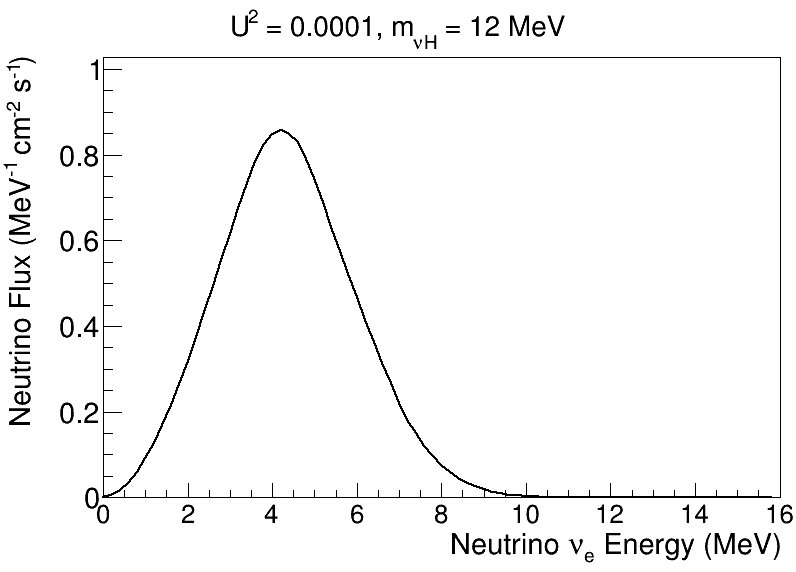 U² = 0.0001, m_νH = 12 MeV
Neutrino Flux (MeV⁻¹ cm⁻² s⁻¹)
1
0.8
0.6
0.4
0.2
0
0 2 4 6 8 10 12 14 16
Neutrino νₑ Energy (MeV)